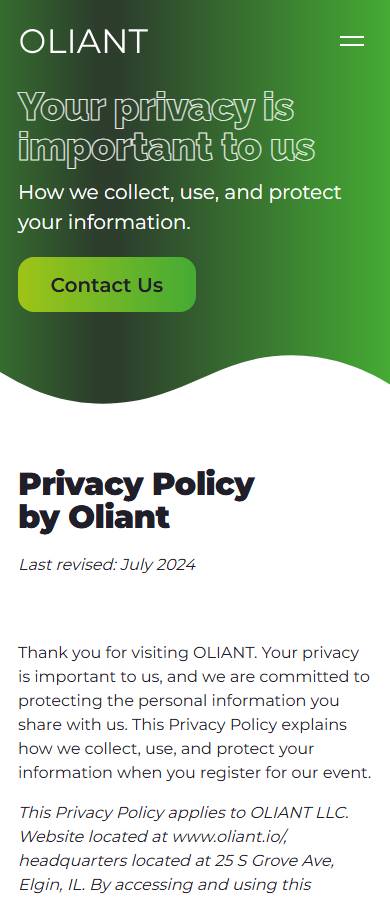 OLIANT
Your privacy is
important to us
How we collect, use, and protect
your information.
Contact Us
Privacy Policy
by Oliant
Last revised: July 2024
Thank you for visiting OLIANT. Your privacy
is important to us, and we are committed to
protecting the personal information you
share with us. This Privacy Policy explains
how we collect, use, and protect your
information when you register for our event.
This Privacy Policy applies to OLIANT LLC.
Website located at www.oliant.io/,
headquarters located at 25 S Grove Ave,
Elgin, IL. By accessing and using this